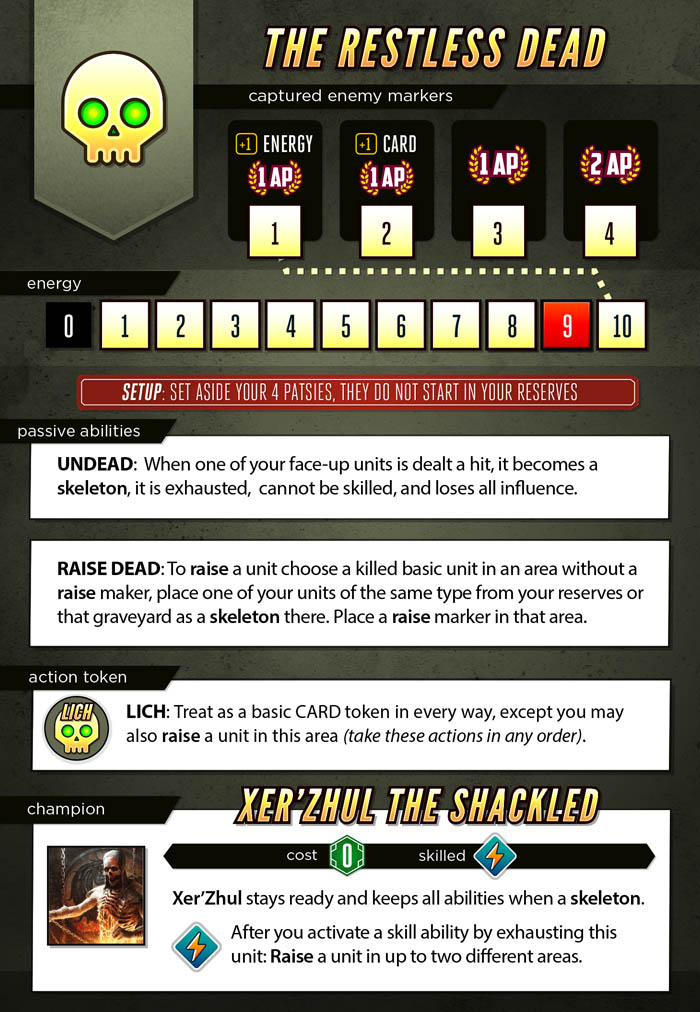 THE RESTLESS DEAD
captured enemy markers
+1 ENERGY
1 AP
+1 CARD
1 AP
1 AP
2 AP
1 2 3 4
energy
0 1 2 3 4 5 6 7 8 9 10
SETUP: SET ASIDE YOUR 4 PATSIES, THEY DO NOT START IN YOUR RESERVES
passive abilities
UNDEAD: When one of your face-up units is dealt a hit, it becomes a
skeleton, it is exhausted, cannot be skilled, and loses all influence.
RAISE DEAD: To raise a unit choose a killed basic unit in an area without a
raise maker, place one of your units of the same type from your reserves or
that graveyard as a skeleton there. Place a raise marker in that area.
action token
LICH
LICH: Treat as a basic CARD token in every way, except you may
also raise a unit in this area (take these actions in any order).
champion
XER'ZHUL THE SHACKLED
cost 0 skilled
Xer'Zhul stays ready and keeps all abilities when a skeleton.
After you activate a skill ability by exhausting this
unit: Raise a unit in up to two different areas.